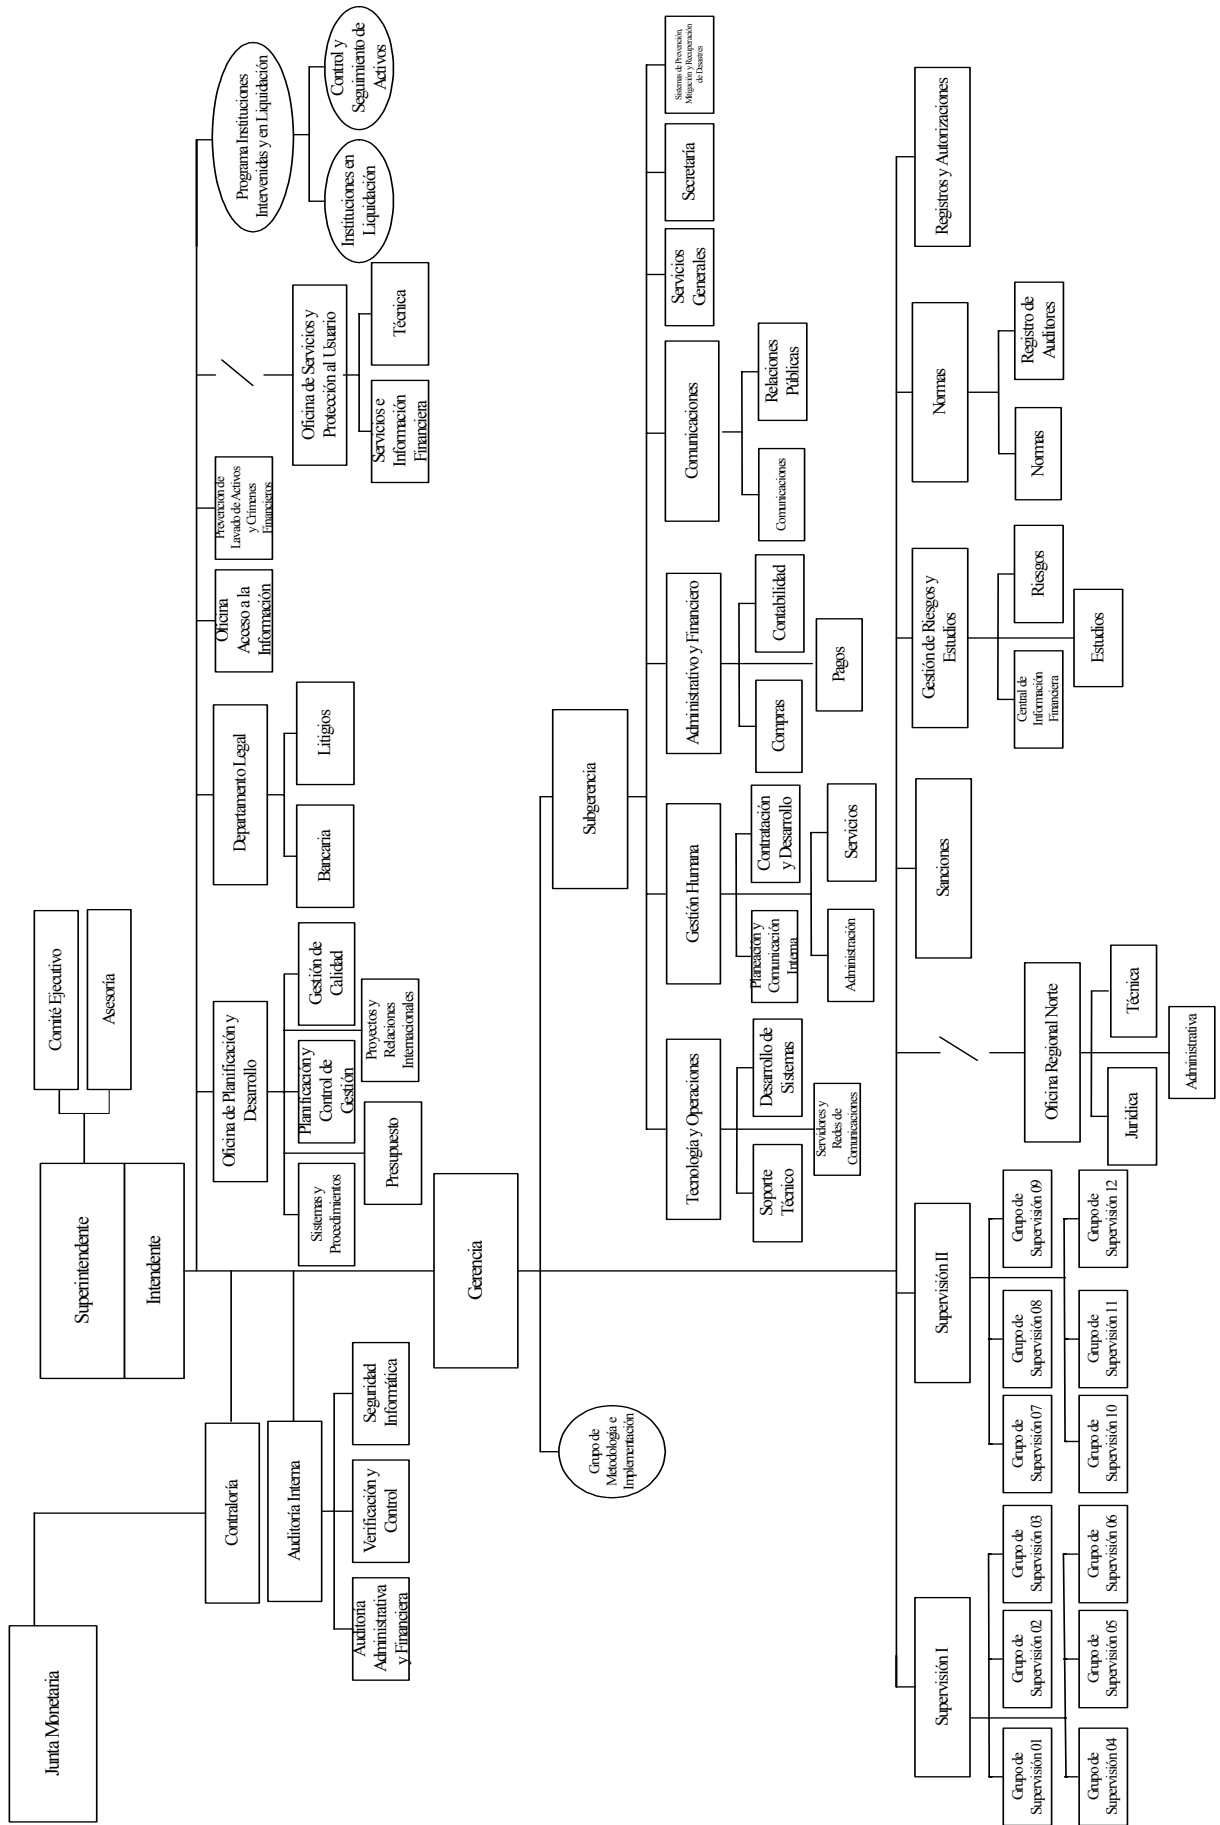 Junta Monetaria
Superintendente
Intendente
Comité Ejecutivo
Asesoría
Contraloría
Auditoría Interna
Auditoría
Administrativa
y Financiera
Verificación y
Control
Seguridad
Informática
Oficina de Planificación y
Desarrollo
Sistemas y
Procedimientos
Planificación y
Control de
Gestión
Gestión de
Calidad
Presupuesto
Proyectos y
Relaciones
Internacionales
Departamento Legal
Bancaria
Litigios
Oficina
Acceso a la
Información
Prevención de
Lavado de Activos
y Crímenes
Financieros
Oficina de Servicios y
Protección al Usuario
Servicios e
Información
Financiera
Técnica
Programa Instituciones
Intervenidas y en Liquidación
Instituciones en
Liquidación
Control y
Seguimiento de
Activos
Gerencia
Grupo de
Metodología e
Implementación
Subgerencia
Tecnología y Operaciones
Soporte
Técnico
Desarrollo de
Sistemas
Servidores y
Redes de
Comunicaciones
Gestión Humana
Planeación y
Comunicación
Interna
Contratación
y Desarrollo
Administración
Servicios
Administrativo y Financiero
Compras
Contabilidad
Pagos
Comunicaciones
Comunicaciones
Relaciones
Públicas
Servicios
Generales
Secretaría
Sistemas de Prevención,
Mitigación y Recuperación
de Desastres
Supervisión I
Grupo de
Supervisión 01
Grupo de
Supervisión 02
Grupo de
Supervisión 03
Grupo de
Supervisión 04
Grupo de
Supervisión 05
Grupo de
Supervisión 06
Supervisión II
Grupo de
Supervisión 07
Grupo de
Supervisión 08
Grupo de
Supervisión 09
Grupo de
Supervisión 10
Grupo de
Supervisión 11
Grupo de
Supervisión 12
Oficina Regional Norte
Jurídica
Técnica
Administrativa
Sanciones
Gestión de Riesgos y
Estudios
Central de
Información
Financiera
Riesgos
Estudios
Normas
Normas
Registro de
Auditores
Registros y Autorizaciones